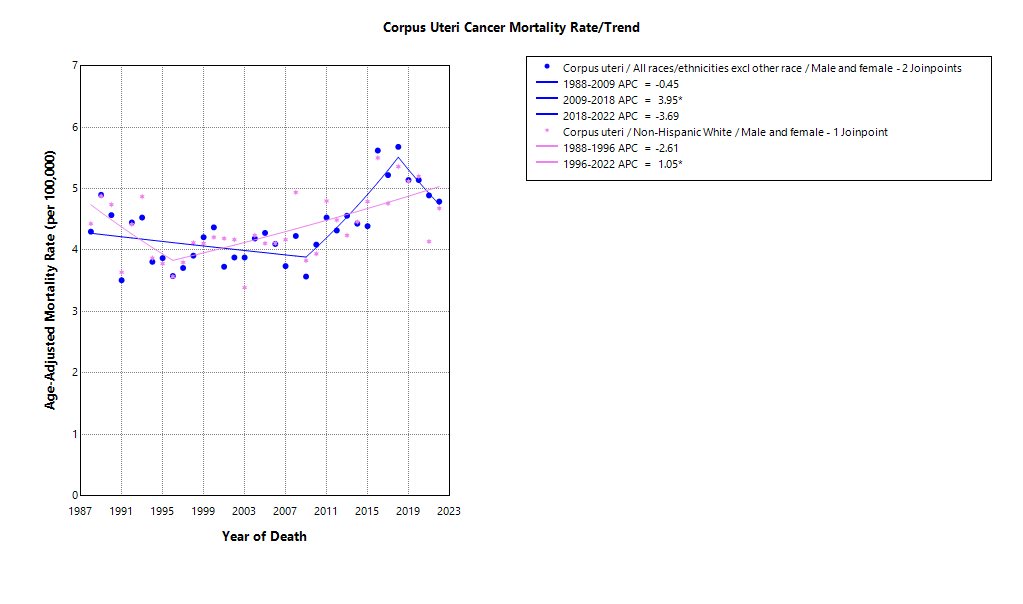 Corpus Uteri Cancer Mortality Rate/Trend
Corpus uteri / All races/ethnicities excl other race / Male and female - 2 Joinpoints
1988-2009 APC = -0.45
2009-2018 APC = 3.95*
2018-2022 APC = -3.69
Corpus uteri / Non-Hispanic White / Male and female - 1 Joinpoint
1988-1996 APC = -2.61
1996-2022 APC = 1.05*
Age-Adjusted Mortality Rate (per 100,000)
7
6
5
4
3
2
1
0
1987 1991 1995 1999 2003 2007 2011 2015 2019 2023
Year of Death